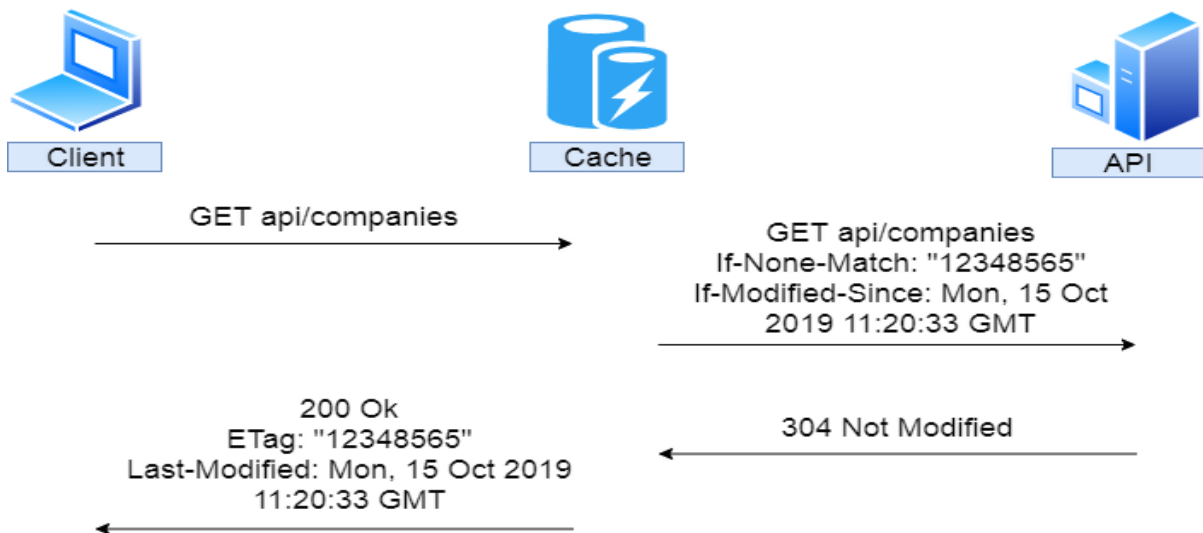 Client
Cache
API
GET api/companies
GET api/companies
If-None-Match: "12348565"
If-Modified-Since: Mon, 15 Oct
2019 11:20:33 GMT
304 Not Modified
200 Ok
ETag: "12348565"
Last-Modified: Mon, 15 Oct 2019
11:20:33 GMT